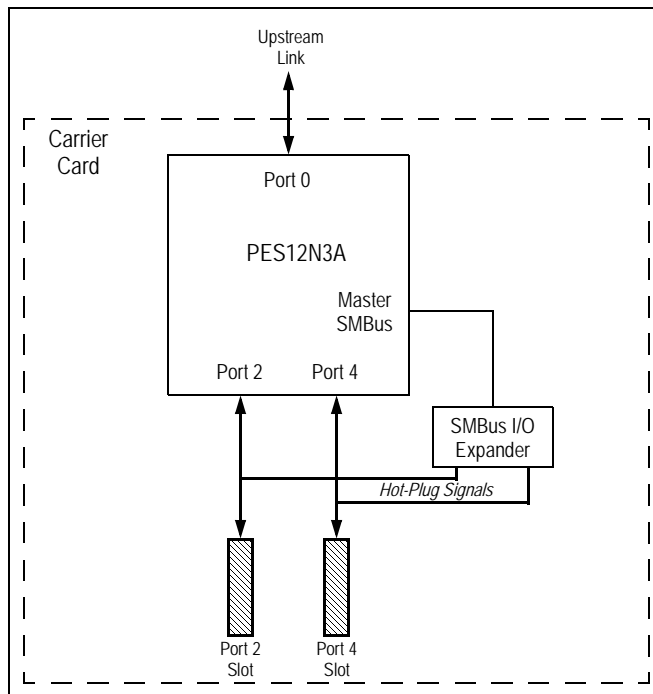 Upstream
Link
Carrier
Card
Port 0
PES12N3A
Master
SMBus
Port 2
Port 4
SMBus I/O
Expander
Hot-Plug Signals
Port 2
Slot
Port 4
Slot